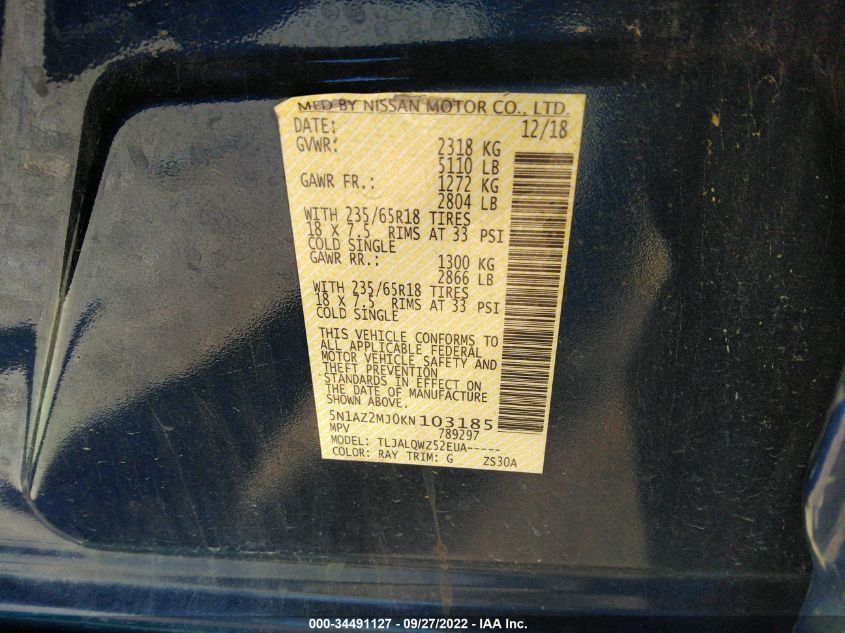 MFD BY NISSAN MOTOR CO., LTD.
DATE: 12/18
GVWR: 2318 KG
5110 LB
GAWR FR.: 1272 KG
2804 LB
WITH 235/65R18 TIRES
18 X 7.5 RIMS AT 33 PSI
COLD SINGLE
GAWR RR.: 1300 KG
2866 LB
WITH 235/65R18 TIRES
18 X 7.5 RIMS AT 33 PSI
COLD SINGLE
THIS VEHICLE CONFORMS TO
ALL APPLICABLE FEDERAL
MOTOR VEHICLE SAFETY AND
THEFT PREVENTION
STANDARDS IN EFFECT ON
THE DATE OF MANUFACTURE
SHOWN ABOVE.
5N1AZ2MJ0KN103185
MPV 789297
MODEL: TLJALQWZ52EUA-----
COLOR: RAY TRIM: G ZS30A
000-34491127 - 09/27/2022 - IAA Inc.